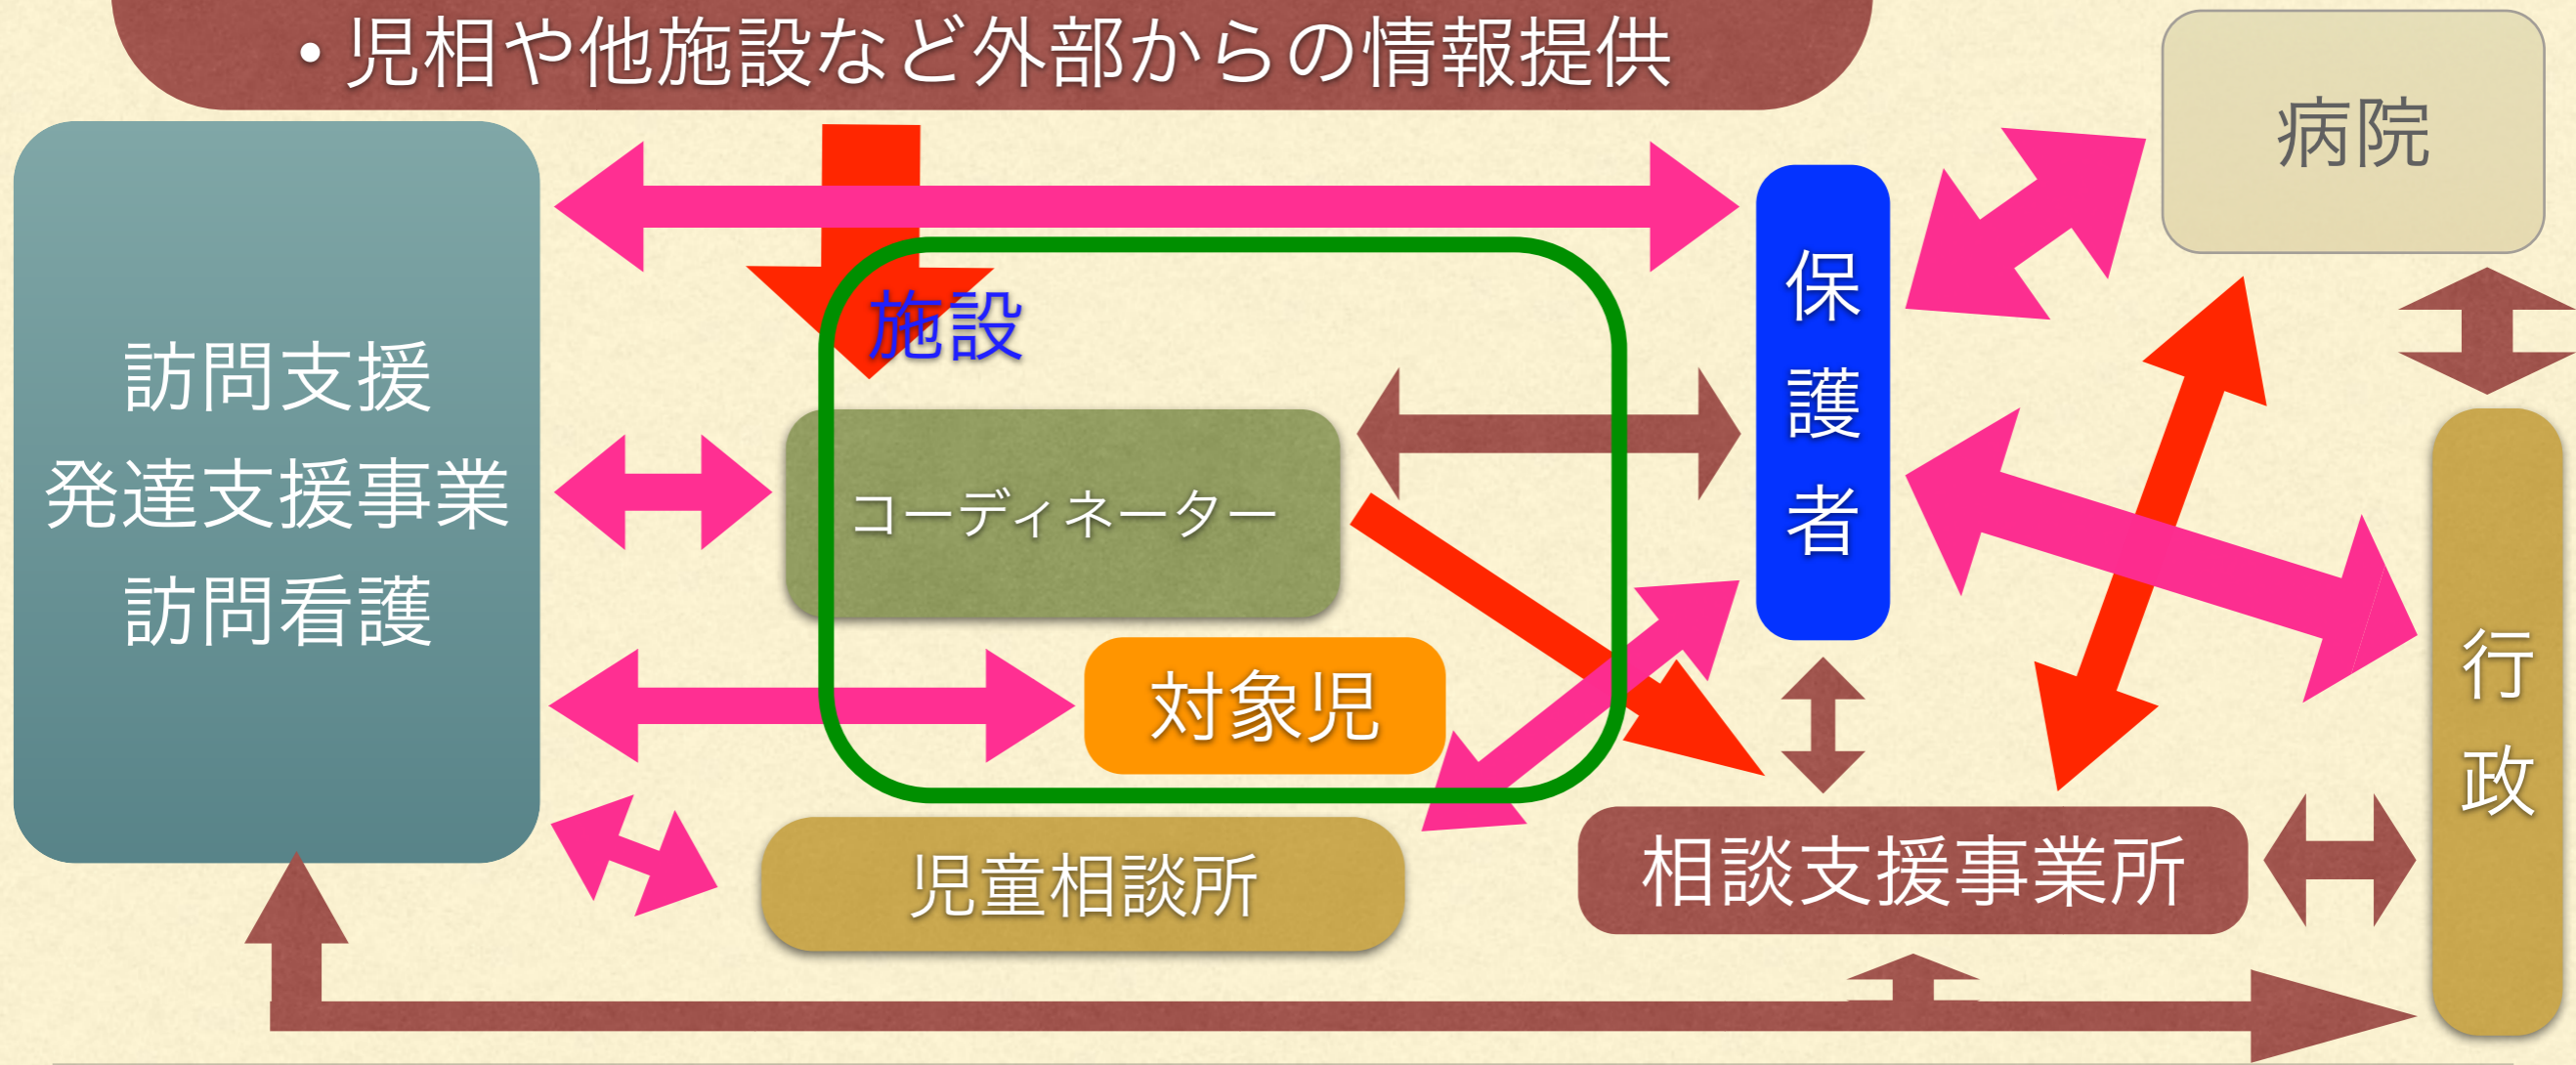 • 児相や他施設など外部からの情報提供
病院
施設
保
護
者
訪問支援
発達支援事業
訪問看護
コーディネーター
対象児
行
政
児童相談所
相談支援事業所